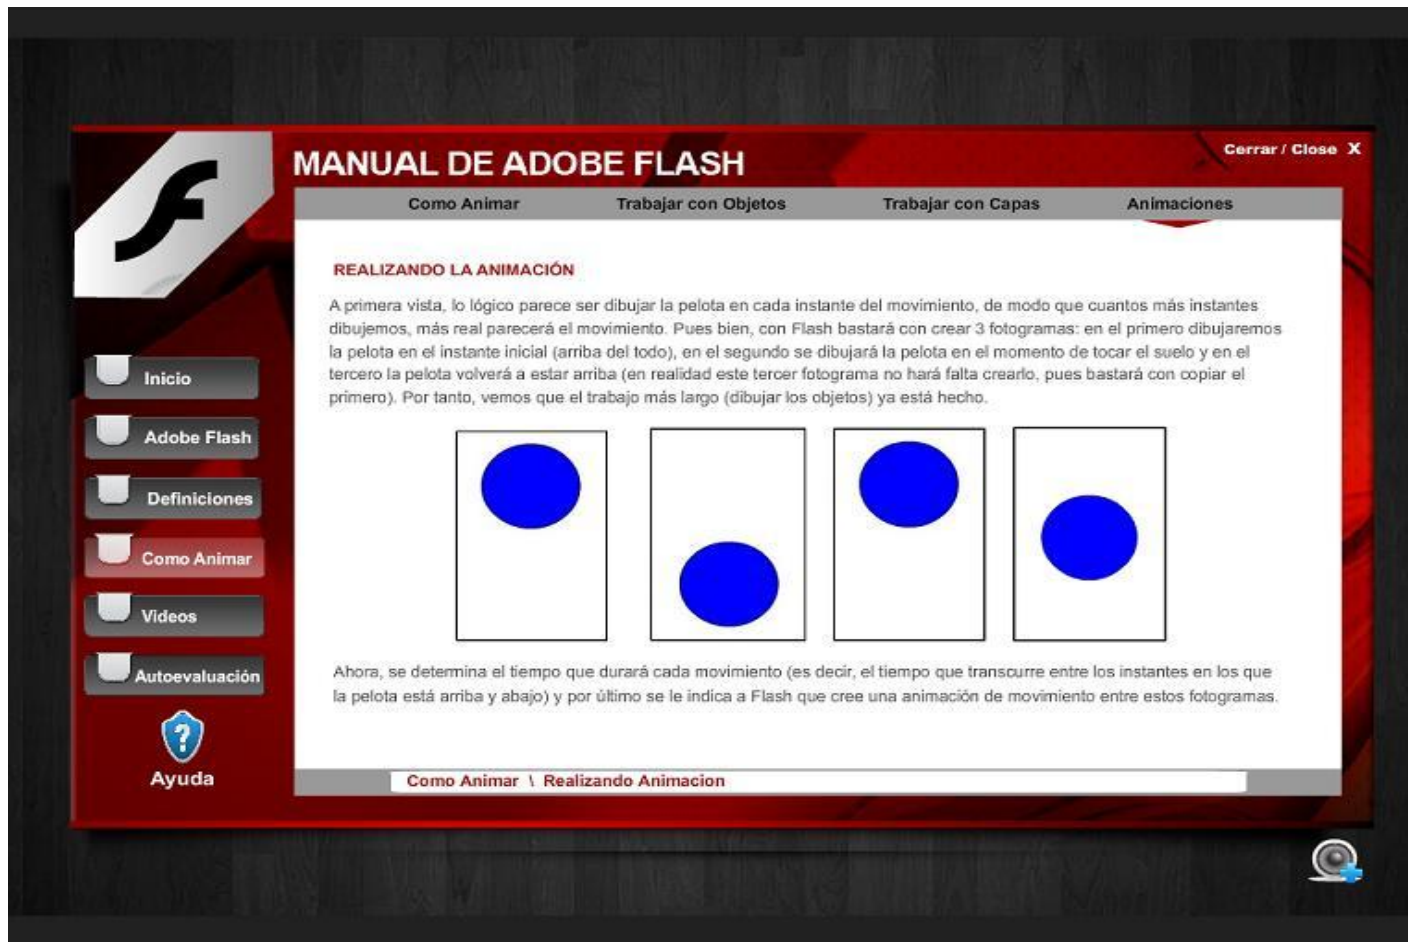 MANUAL DE ADOBE FLASH
Cerrar / Close X
Como Animar Trabajar con Objetos Trabajar con Capas Animaciones
REALIZANDO LA ANIMACIÓN
A primera vista, lo lógico parece ser dibujar la pelota en cada instante del movimiento, de modo que cuantos más instantes
dibujemos, más real parecerá el movimiento. Pues bien, con Flash bastará con crear 3 fotogramas: en el primero dibujaremos
la pelota en el instante inicial (arriba del todo), en el segundo se dibujará la pelota en el momento de tocar el suelo y en el
tercero la pelota volverá a estar arriba (en realidad este tercer fotograma no hará falta crearlo, pues bastará con copiar el
primero). Por tanto, vemos que el trabajo más largo (dibujar los objetos) ya está hecho.
Ahora, se determina el tiempo que durará cada movimiento (es decir, el tiempo que transcurre entre los instantes en los que
la pelota está arriba y abajo) y por último se le indica a Flash que cree una animación de movimiento entre estos fotogramas.
Inicio
Adobe Flash
Definiciones
Como Animar
Videos
Autoevaluación
?
Ayuda
Como Animar \ Realizando Animacion